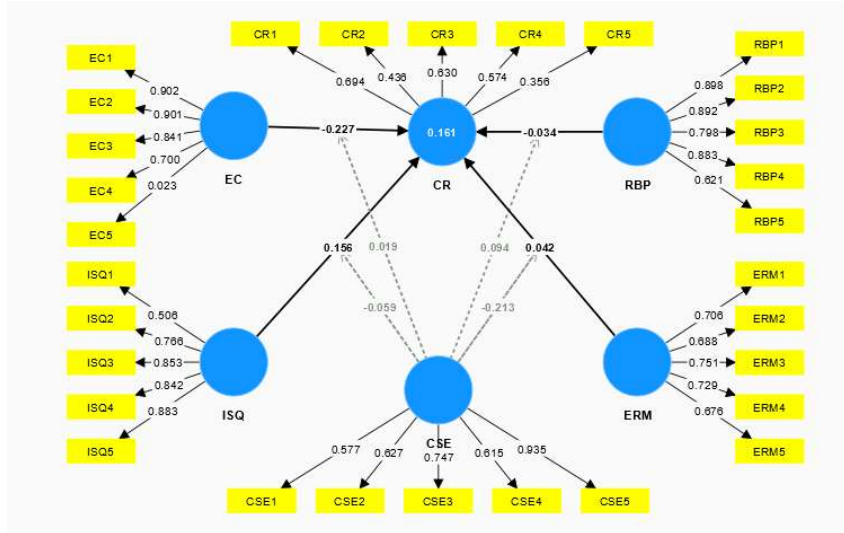 CR1 CR2 CR3 CR4 CR5
0.694 0.436 0.630 0.574 0.356
EC1
EC2
EC3
EC4
EC5
0.902
0.901
0.841
0.700
0.023
EC
-0.227
0.161
CR
-0.034
RBP
RBP1
RBP2
RBP3
RBP4
RBP5
0.898
0.892
0.798
0.883
0.621
0.156
0.019
0.094
0.042
-0.059
-0.213
ISQ1
ISQ2
ISQ3
ISQ4
ISQ5
0.506
0.766
0.853
0.842
0.883
ISQ
CSE
ERM
ERM1
ERM2
ERM3
ERM4
ERM5
0.706
0.688
0.751
0.729
0.676
0.577 0.627 0.747 0.615 0.935
CSE1 CSE2 CSE3 CSE4 CSE5